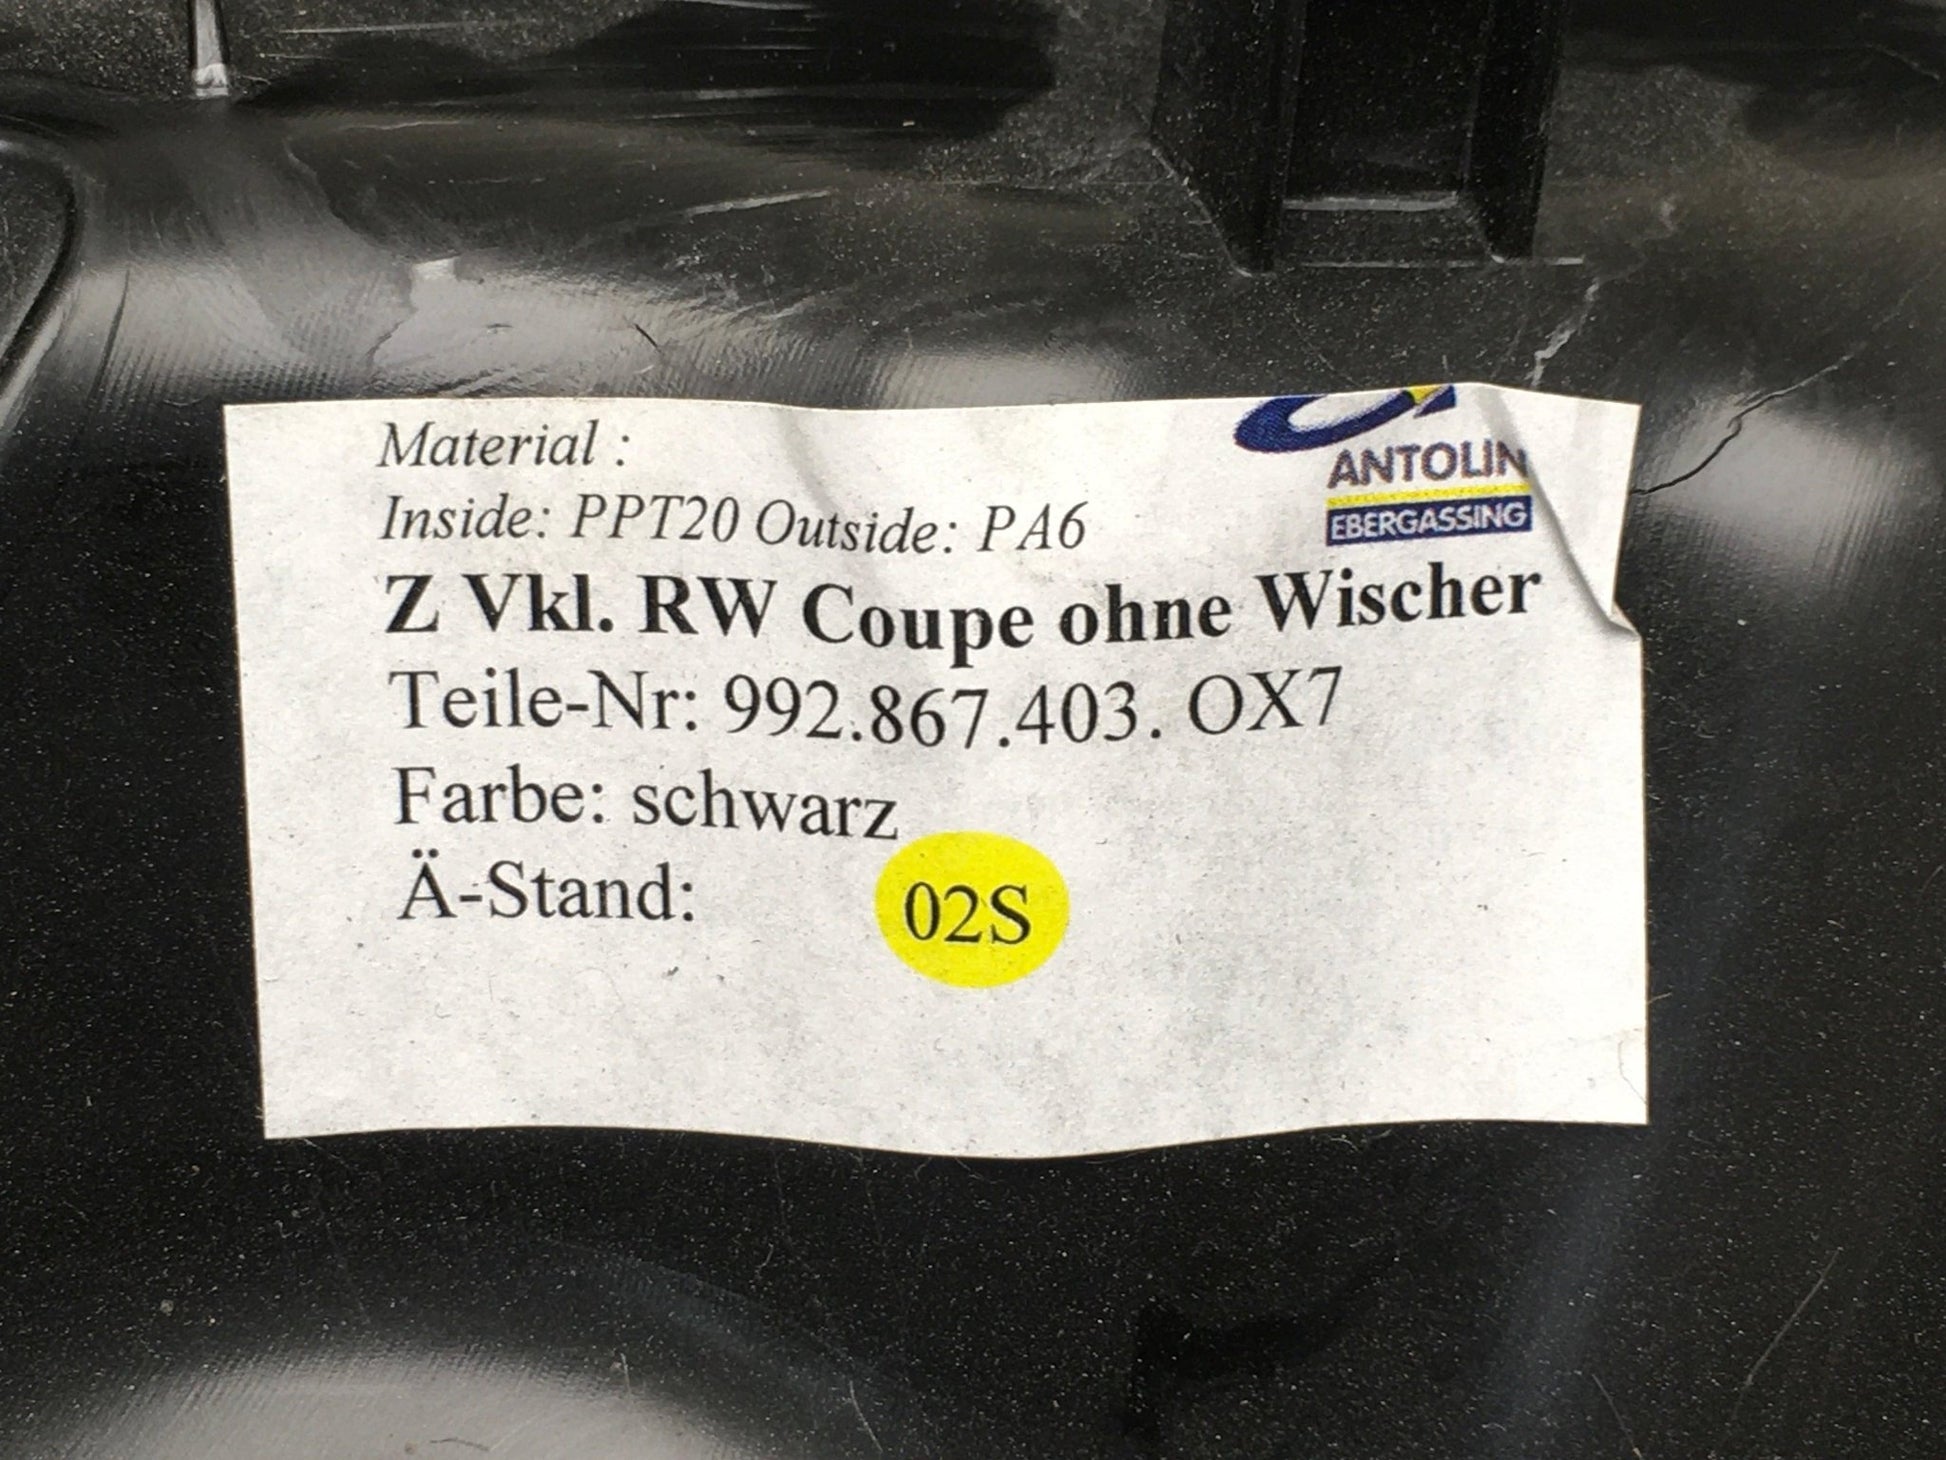 ANTOLIN
EBERGASSING
Material :
Inside: PPT20 Outside: PA6
Z Vkl. RW Coupe ohne Wischer
Teile-Nr: 992.867.403. OX7
Farbe: schwarz
Ä-Stand: 02S